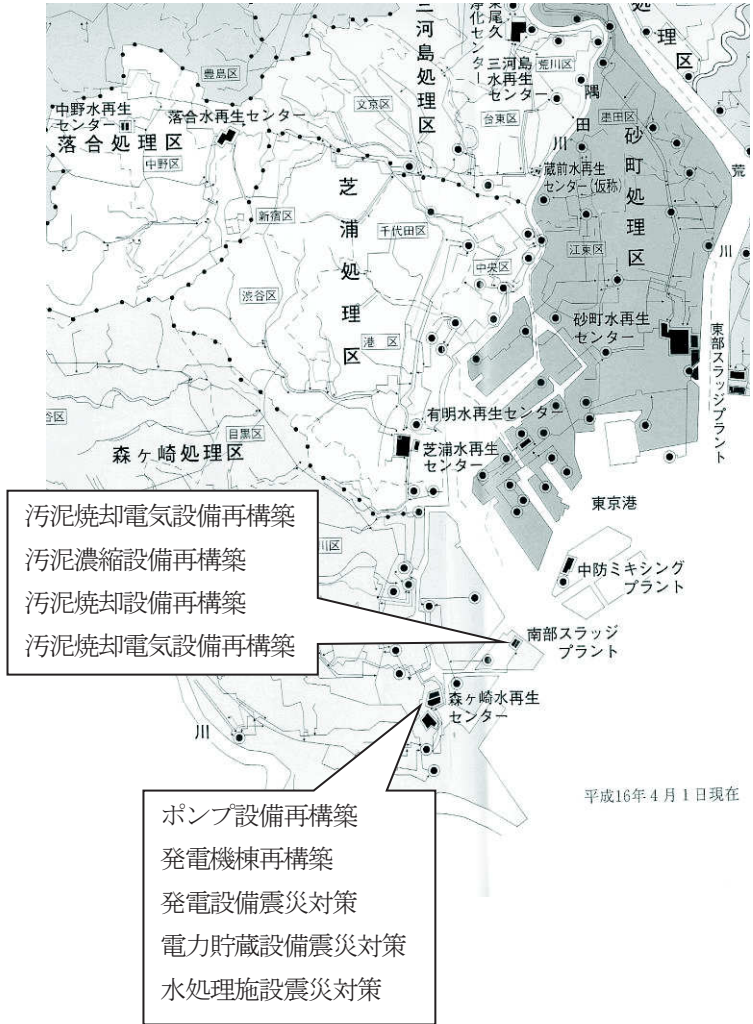 三河島処理区
東尾久
浄化センター
処理区
豊島区
文京区
三河島
水再生
センター
荒川区
隅田川
台東区
墨田区
砂町処理区
中野水再生
センター
落合水再生センター
落合処理区
中野区
蔵前水再生
センター(仮称)
荒川
芝浦処理区
新宿区
千代田区
中央区
江東区
渋谷区
港区
砂町水再生
センター
東部スラッジプラント
谷区
目黒区
有明水再生センター
芝浦水再生
センター
森ヶ崎処理区
東京港
汚泥焼却電気設備再構築
汚泥濃縮設備再構築
汚泥焼却設備再構築
汚泥焼却電気設備再構築
川区
中防ミキシング
プラント
南部スラッジ
プラント
森ヶ崎水再生
センター
川
平成16年4月1日現在
ポンプ設備再構築
発電機棟再構築
発電設備震災対策
電力貯蔵設備震災対策
水処理施設震災対策